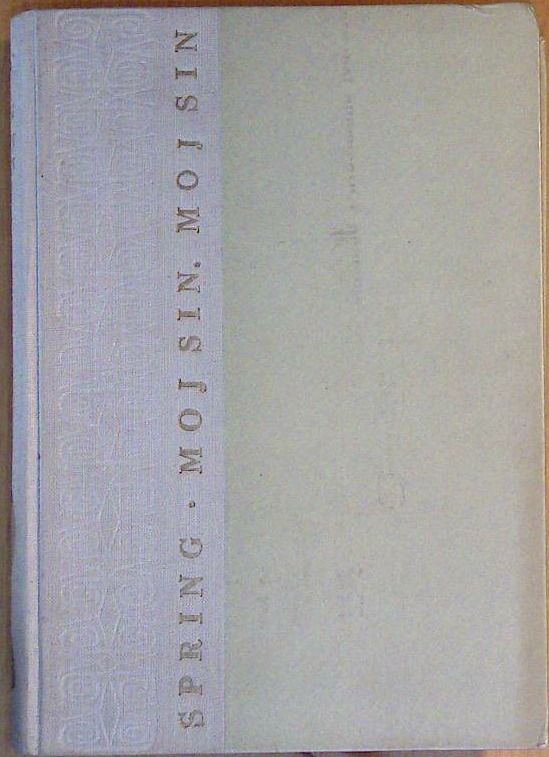 SPRING · MOJ SIN, MOJ SIN